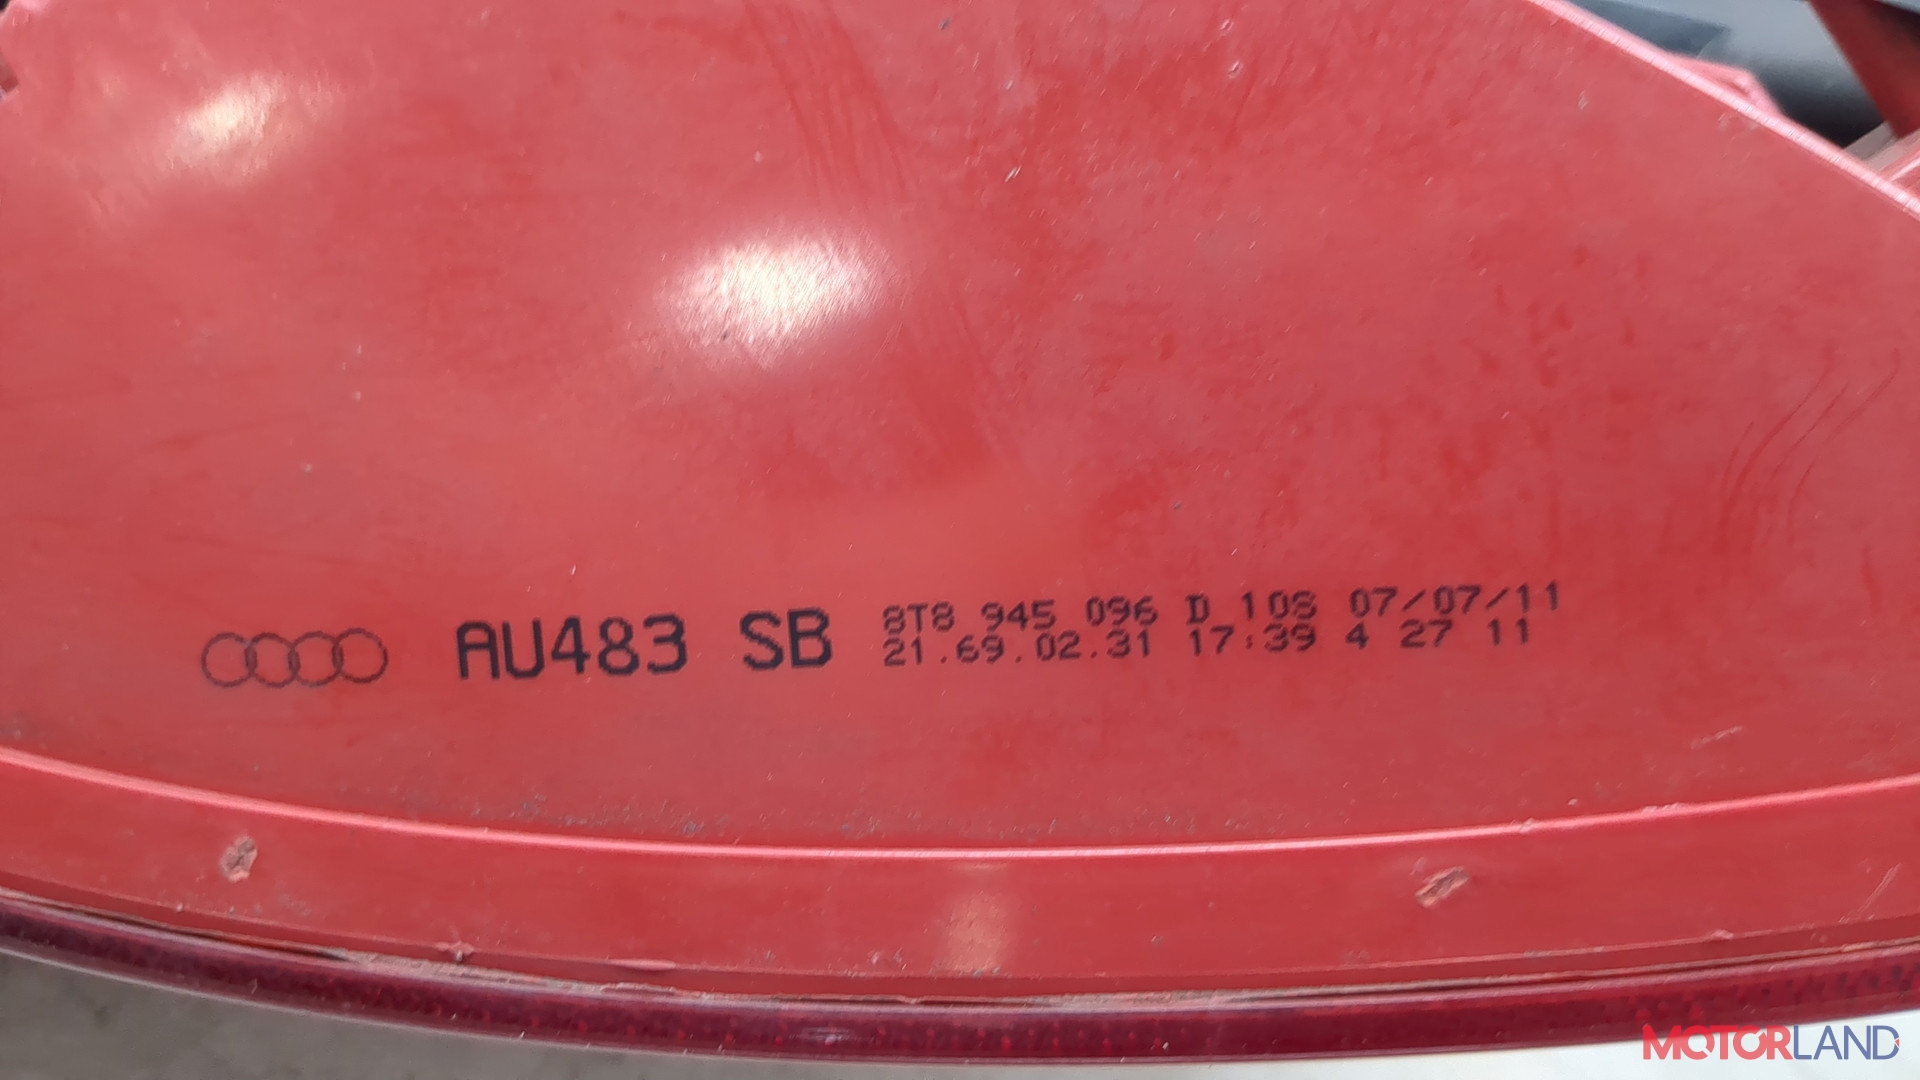 AU483 SB
8T8 945 096 D 108 07/07/11
21.69.02.31 17:39 4 27 11
MOTORLAND